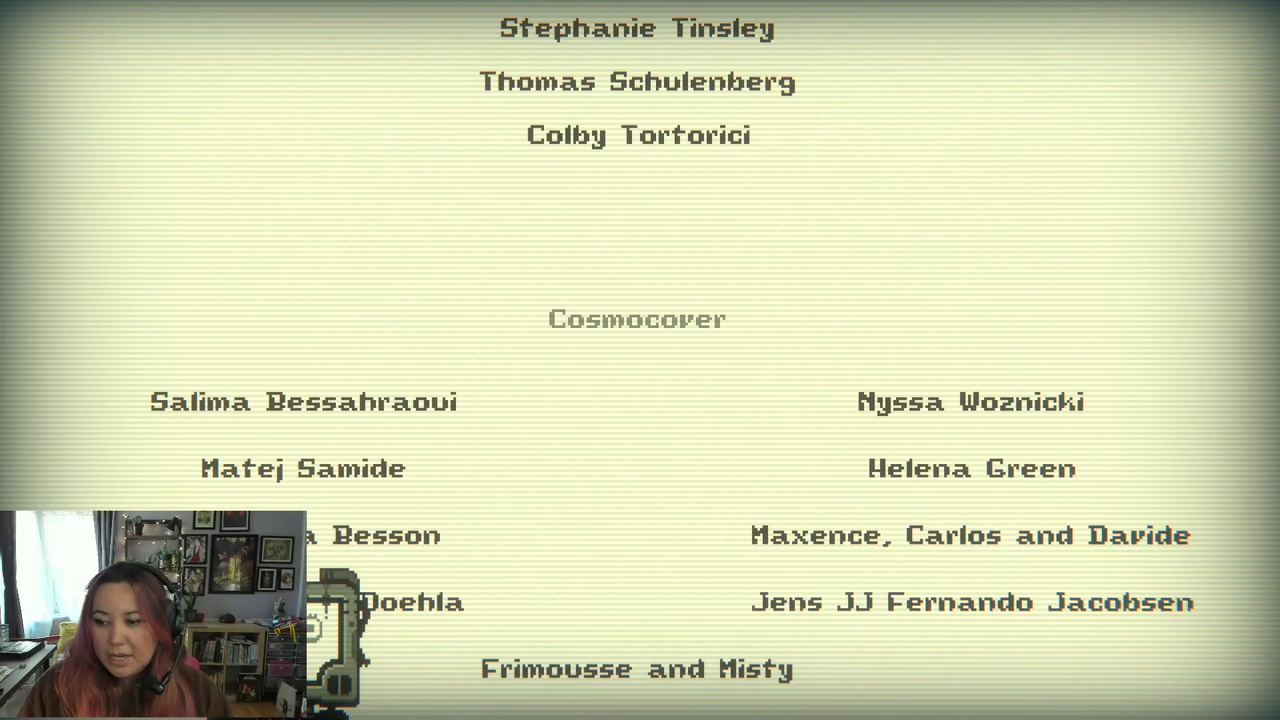 Stephanie Tinsley
Thomas Schulenberg
Colby Tortorici
Cosmocover
Salima Bessahraoui
Nyssa Woznicki
Matej Samide
Helena Green
Besson
Maxence, Carlos and Davide
Doehla
Jens JJ Fernando Jacobsen
Frimousse and Misty